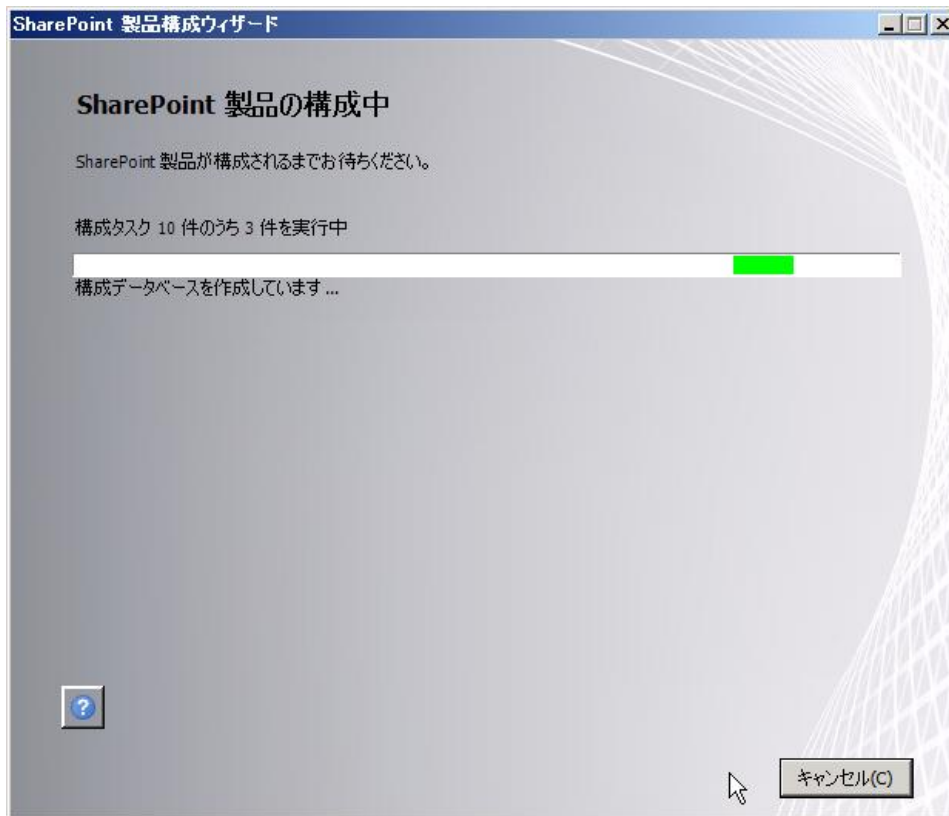 SharePoint 製品構成ウィザード
SharePoint 製品の構成中
SharePoint 製品が構成されるまでお待ちください。
構成タスク 10 件のうち 3 件を実行中
構成データベースを作成しています ...
?
キャンセル(C)